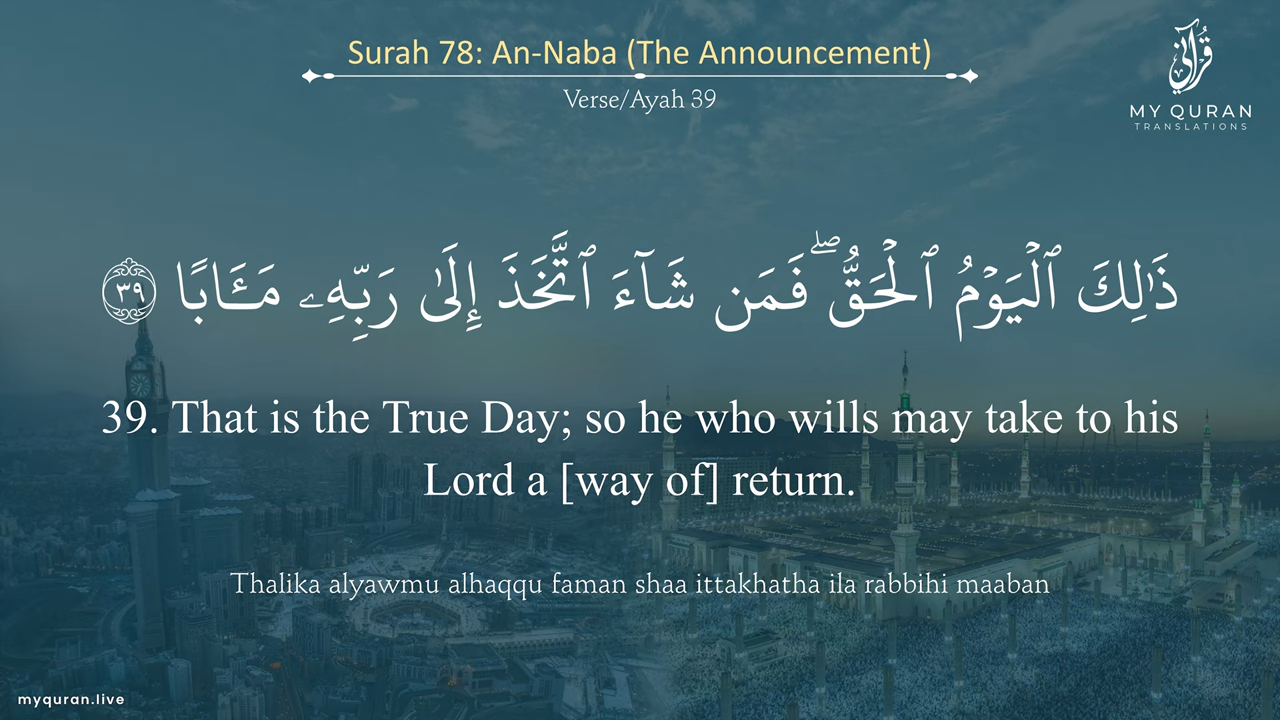 Surah 78: An-Naba (The Announcement)
Verse/Ayah 39
قرآني
MY QURAN
TRANSLATIONS
ذَٰلِكَ ٱلْيَوْمُ ٱلْحَقُّ ۖ فَمَن شَآءَ ٱتَّخَذَ إِلَىٰ رَبِّهِۦ مَـَٔابًا ٣٩
39. That is the True Day; so he who wills may take to his
Lord a [way of] return.
Thalika alyawmu alhaqqu faman shaa ittakhatha ila rabbihi maaban
myquran.live